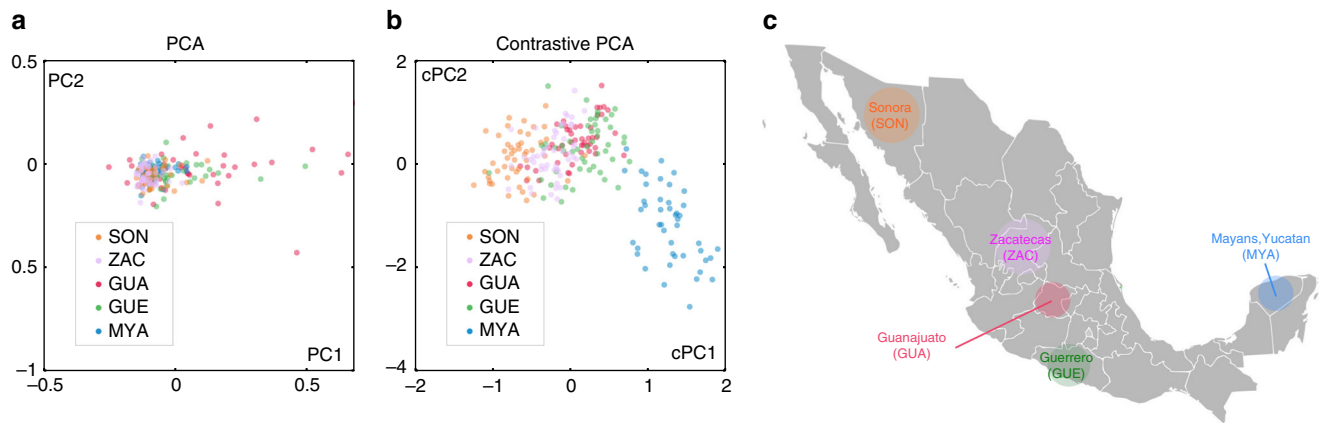 a
PCA
0.5
PC2
0
0.5
−1
SON
ZAC
GUA
GUE
MYA
PC1
−0.5
0
0.5
b
Contrastive PCA
2
cPC2
0
−2
−4
SON
ZAC
GUA
GUE
MYA
cPC1
−2
−1
0
1
2
c
Sonora
(SON)
Zacatecas
(ZAC)
Mayans,Yucatan
(MYA)
Guanajuato
(GUA)
Guerrero
(GUE)